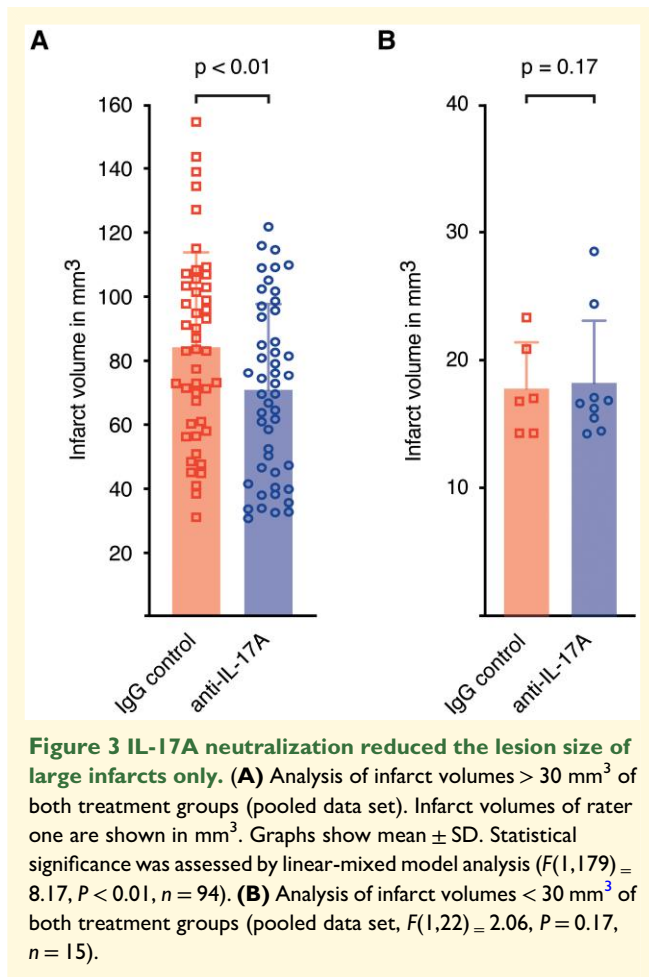 A
p < 0.01
160
140
120
100
80
60
40
20
Infarct volume in mm³
IgG control
anti-IL-17A
B
p = 0.17
40
30
20
10
Infarct volume in mm³
IgG control
anti-IL-17A
Figure 3 IL-17A neutralization reduced the lesion size of
large infarcts only. (A) Analysis of infarct volumes > 30 mm³ of
both treatment groups (pooled data set). Infarct volumes of rater
one are shown in mm³. Graphs show mean ± SD. Statistical
significance was assessed by linear-mixed model analysis (F(1,179) =
8.17, P < 0.01, n = 94). (B) Analysis of infarct volumes < 30 mm³ of
both treatment groups (pooled data set, F(1,22) = 2.06, P = 0.17,
n = 15).